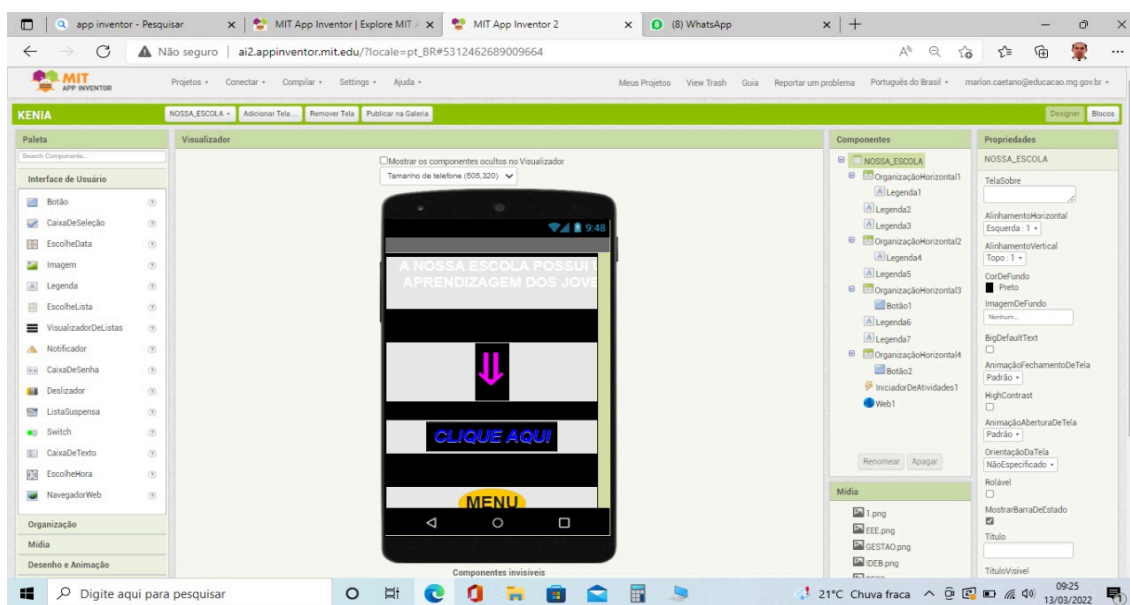 app inventor - Pesquisar
MIT App Inventor | Explore MIT
MIT App Inventor 2
(8) WhatsApp
Não seguro | ai2.appinventor.mit.edu/?locale=pt_BR#5312462689009664
MIT
APP INVENTOR
Projetos
Conectar
Compilar
Settings
Ajuda
Meus Projetos
View Trash
Guia
Reportar um problema
Português do Brasil
marlon.caetano@educacao.mg.gov.br
KENIA
NOSSA_ESCOLA
Adicionar Tela ...
Remover Tela
Publicar na Galeria
Designer
Blocos
Paleta
Search Components...
Interface de Usuário
Botão
CaixaDeSeleção
EscolheData
Imagem
Legenda
EscolheLista
VisualizadorDeListas
Notificador
CaixaDeSenha
Deslizador
ListaSuspensa
Switch
CaixaDeTexto
EscolheHora
NavegadorWeb
Organização
Mídia
Desenho e Animação
Visualizador
Mostrar os componentes ocultos no Visualizador
Tamanho de telefone (505,320)
9:48
A NOSSA ESCOLA POSSUI
APRENDIZAGEM DOS JOVE
CLIQUE AQUI
MENU
Componentes invisíveis
Componentes
NOSSA_ESCOLA
OrganizaçãoHorizontal1
Legenda1
Legenda2
Legenda3
OrganizaçãoHorizontal2
Legenda4
Legenda5
OrganizaçãoHorizontal3
Botão1
Legenda6
Legenda7
OrganizaçãoHorizontal4
Botão2
IniciadorDeAtividades1
Web1
Renomear
Apagar
Mídia
1.png
EEE.png
GESTAO.png
IDEB.png
Propriedades
NOSSA_ESCOLA
TelaSobre
AlinhamentoHorizontal
Esquerda : 1
AlinhamentoVertical
Topo : 1
CorDeFundo
Preto
ImagemDeFundo
Nenhum...
BigDefaultText
AnimaçãoFechamentoDeTela
Padrão
HighContrast
AnimaçãoAberturaDeTela
Padrão
OrientaçãoDaTela
NãoEspecificado
Rolável
MostrarBarraDeEstado
Título
TítuloVisível
Digite aqui para pesquisar
21°C Chuva fraca
09:25
13/03/2022